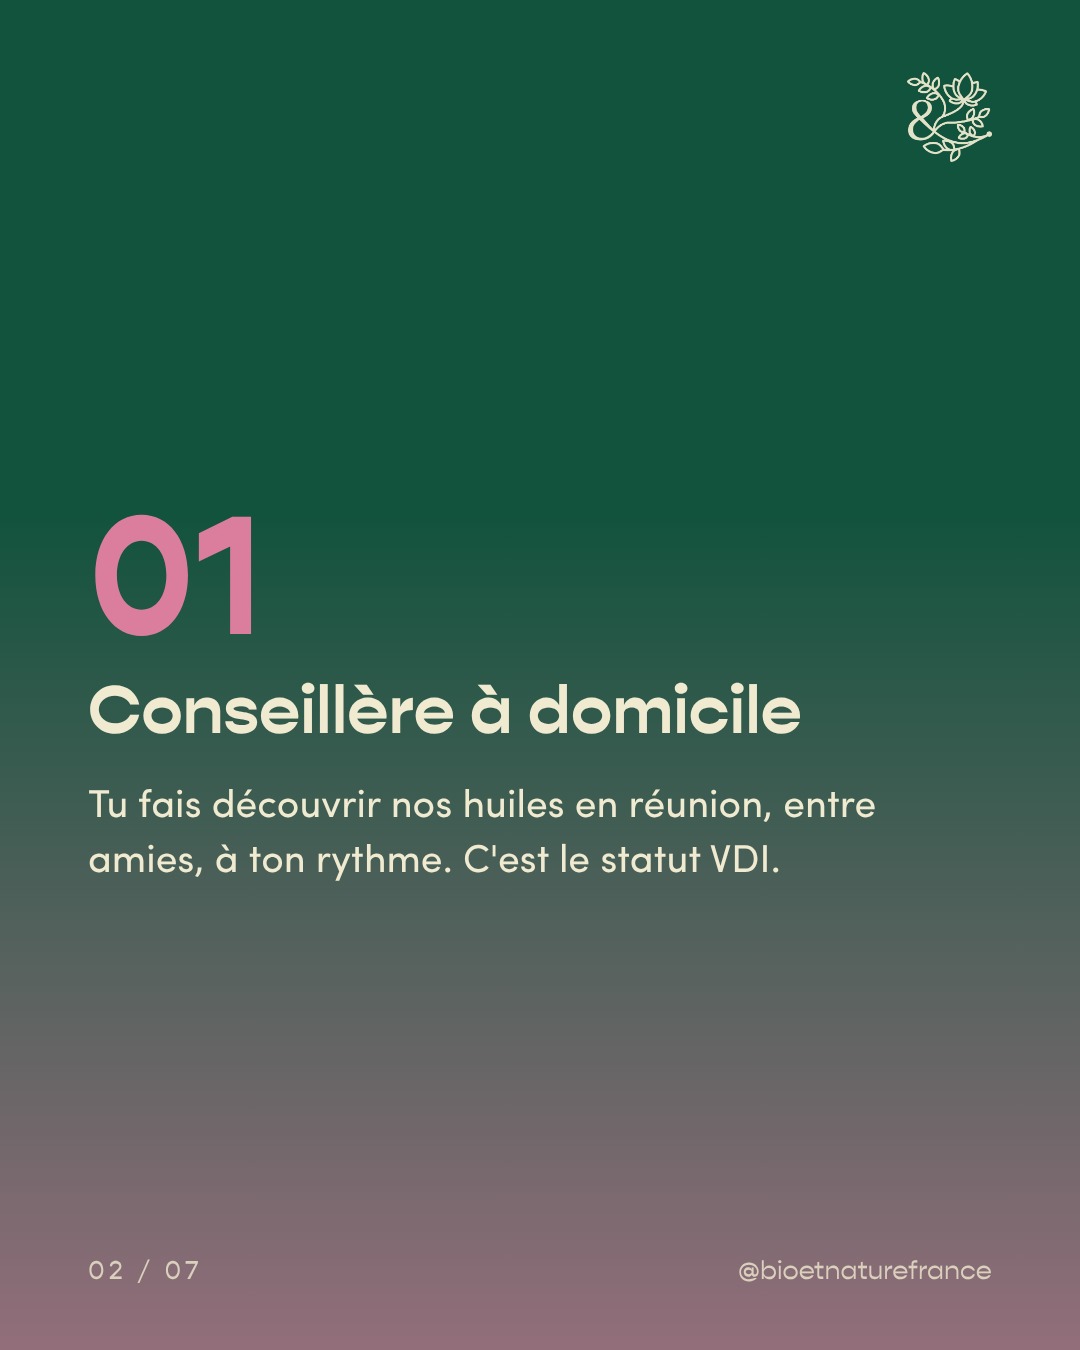 &
01
Conseillère à domicile
Tu fais découvrir nos huiles en réunion, entre
amies, à ton rythme. C'est le statut VDI.
02 / 07
@bioetnaturefrance